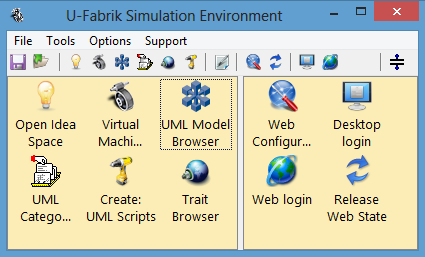 U-Fabrik Simulation Environment
File Tools Options Support
Open Idea
Space
Virtual
Machi...
UML Model
Browser
Web
Configur...
Desktop
login
UML
Catego...
Create:
UML Scripts
Trait
Browser
Web login
Release
Web State